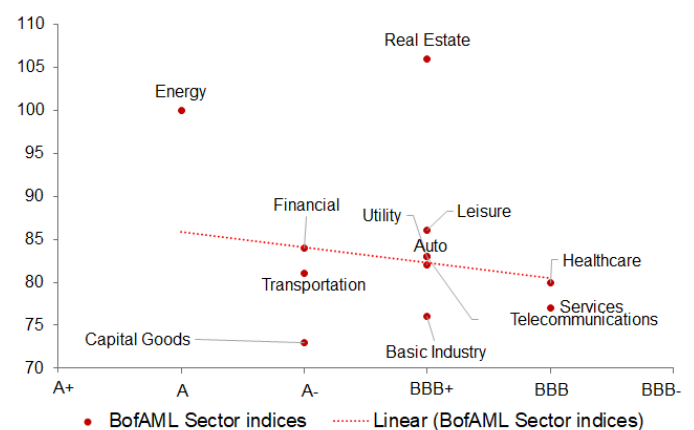 110
Real Estate
105
Energy
100
95
90
Financial
Utility
Leisure
85
Auto
Healthcare
80
Transportation
Services
Telecommunications
75
Capital Goods
Basic Industry
70
A+
A
A-
BBB+
BBB
BBB-
BofAML Sector indices
Linear (BofAML Sector indices)